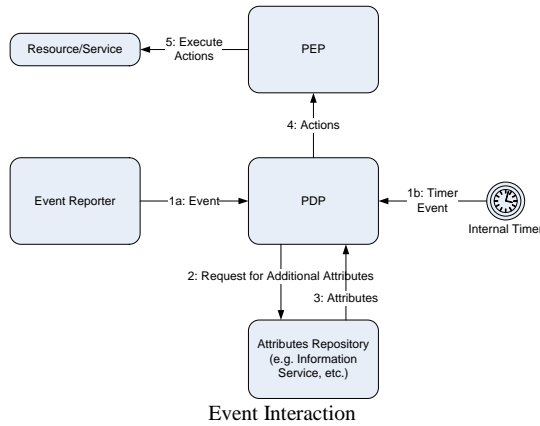 Resource/Service
5: Execute
Actions
PEP
4: Actions
Event Reporter
1a: Event
PDP
1b: Timer
Event
Internal Timer
2: Request for Additional Attributes
3: Attributes
Attributes Repository
(e.g. Information
Service, etc.)
Event Interaction